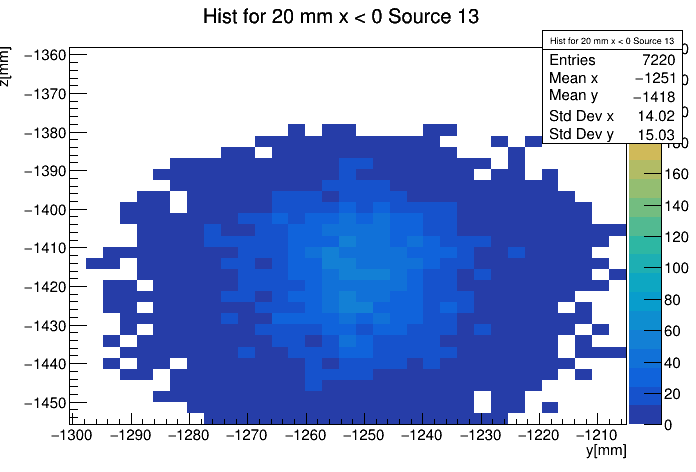 Hist for 20 mm x < 0 Source 13
z[mm]
Hist for 20 mm x < 0 Source 13
Entries 7220
Mean x −1251
Mean y −1418
Std Dev x 14.02
Std Dev y 15.03
−1360
−1370
−1380
−1390
−1400
−1410
−1420
−1430
−1440
−1450
−1300 −1290 −1280 −1270 −1260 −1250 −1240 −1230 −1220 −1210
y[mm]
160
140
120
100
80
60
40
20
0